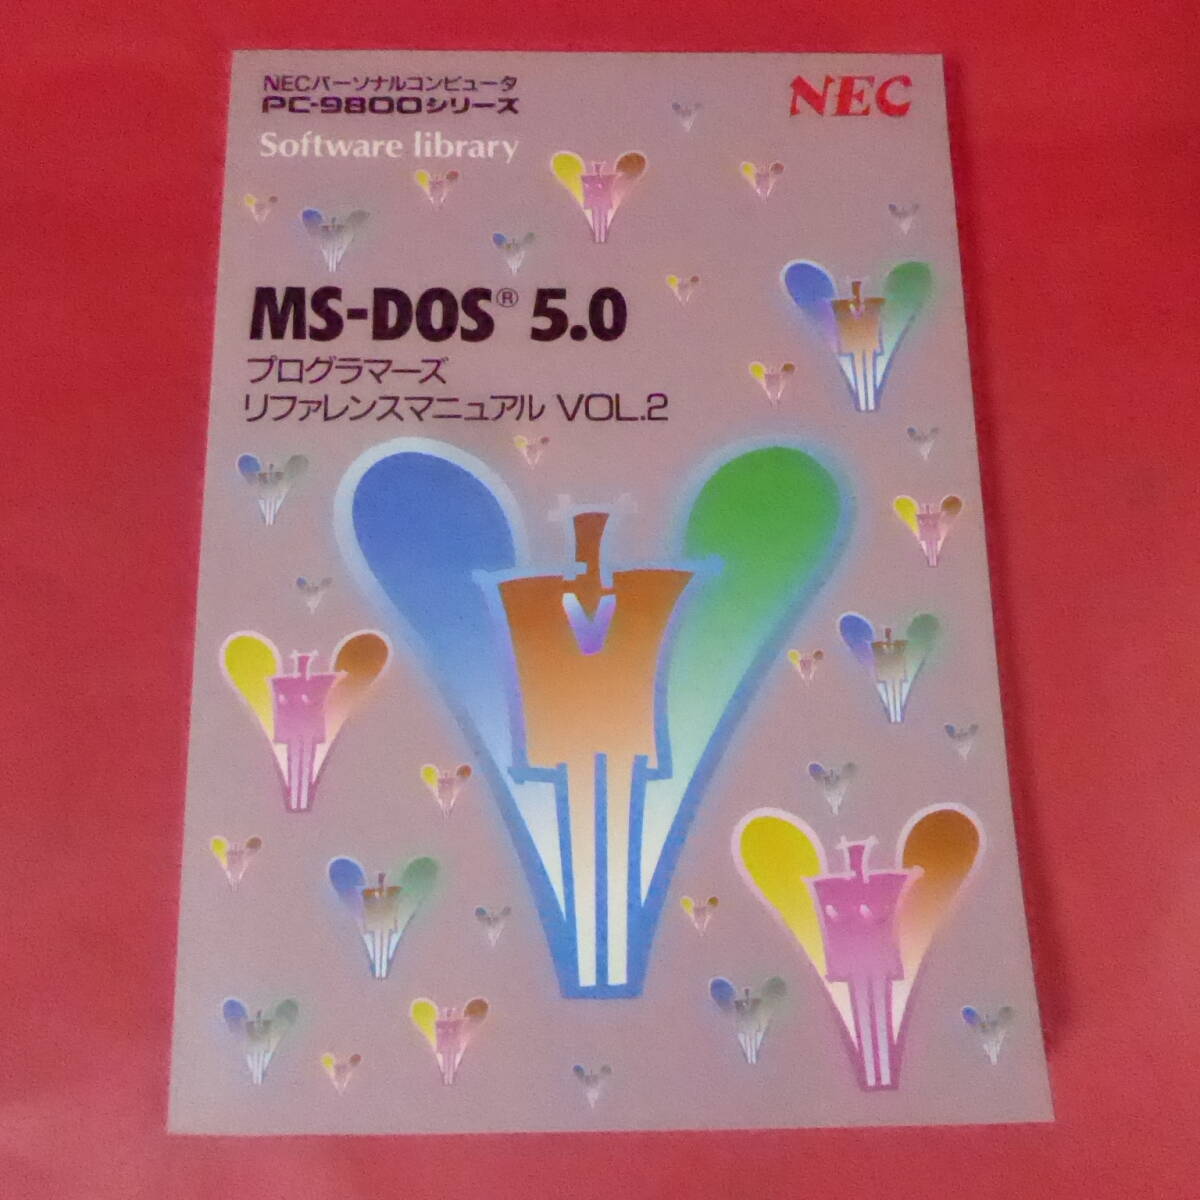 NECパーソナルコンピュータ
PC-9800シリーズ
Software library
NEC
MS-DOS® 5.0
プログラマーズ
リファレンスマニュアル VOL.2